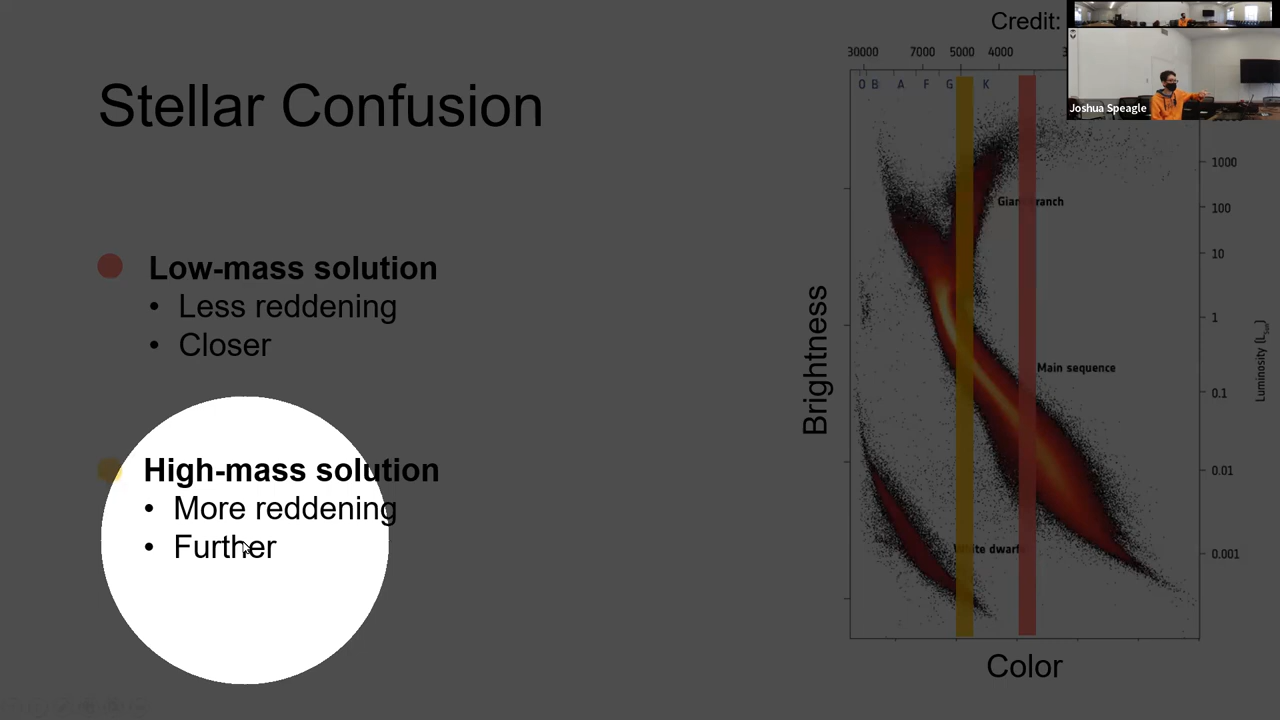 Credit:
Joshua Speagle
Stellar Confusion
Low-mass solution
• Less reddening
• Closer
High-mass solution
• More reddening
• Further
30000 7000 5000 4000
O B A F G K
Giant branch
Main sequence
White dwarfs
1000
100
10
1
0.1
0.01
0.001
Brightness
Luminosity
Color